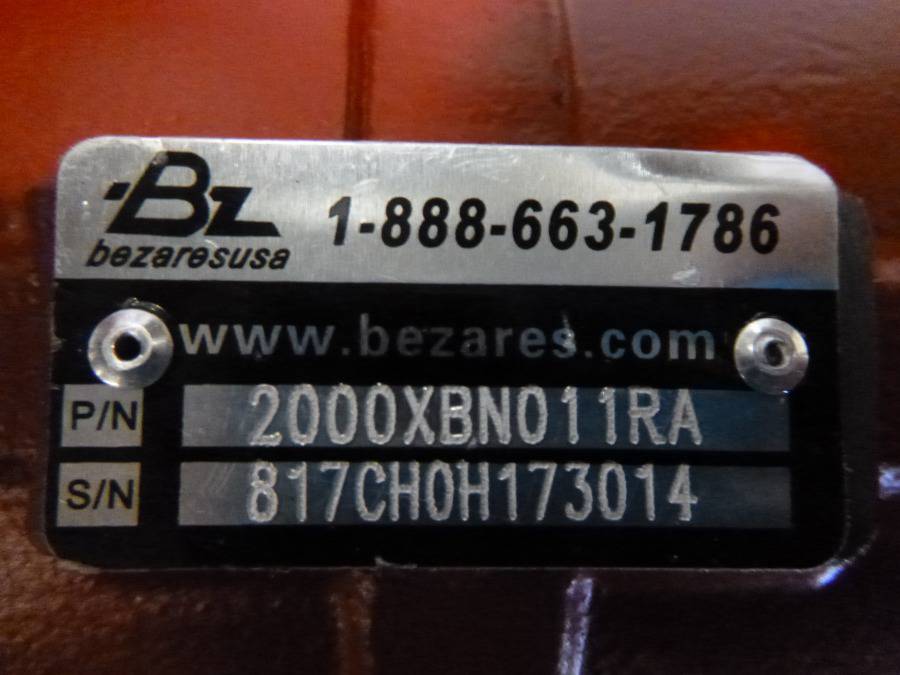 Bz
bezaresusa
1-888-663-1786
www.bezares.com
P/N 2000XBN011RA
S/N 817CH0H173014